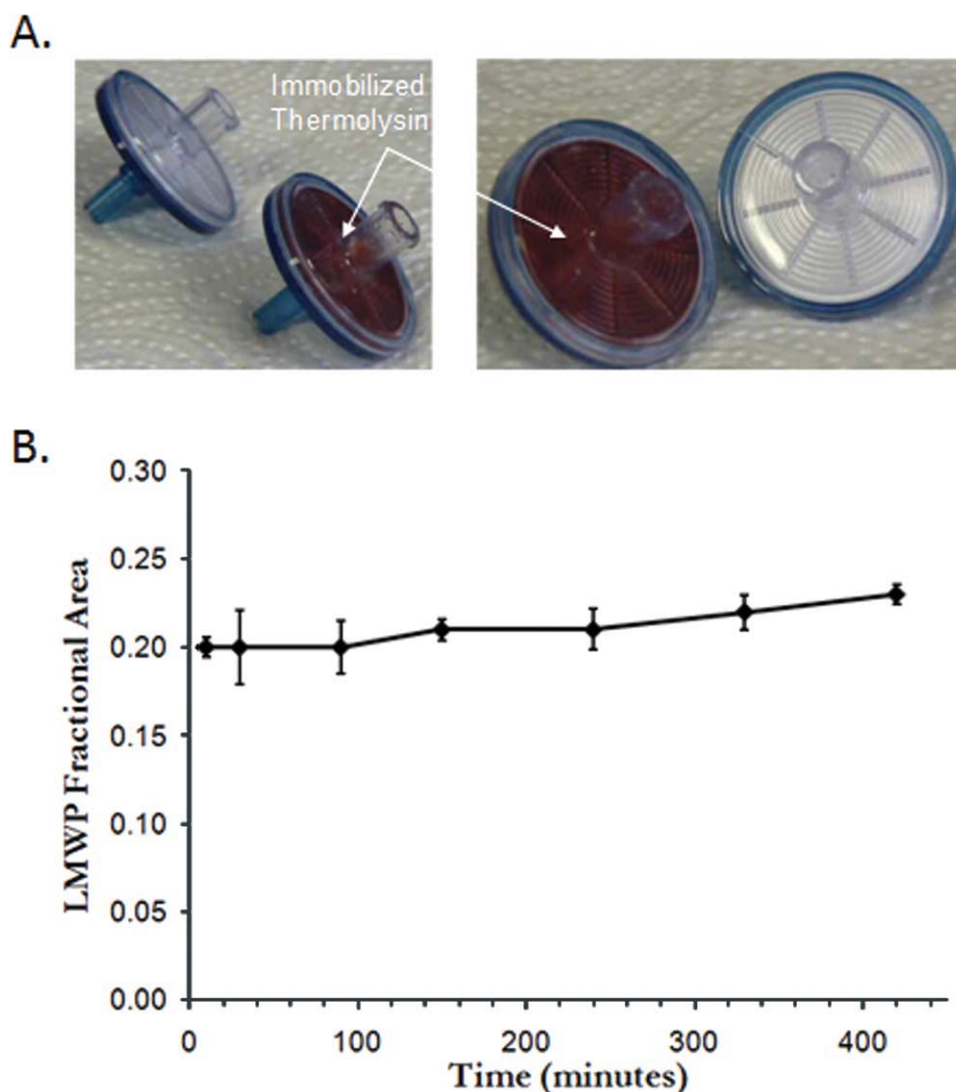 A.
Immobilized
Thermolysin
B.
0.30
0.25
0.20
0.15
0.10
0.05
0.00
LMWP Fractional Area
0
100
200
300
400
Time (minutes)